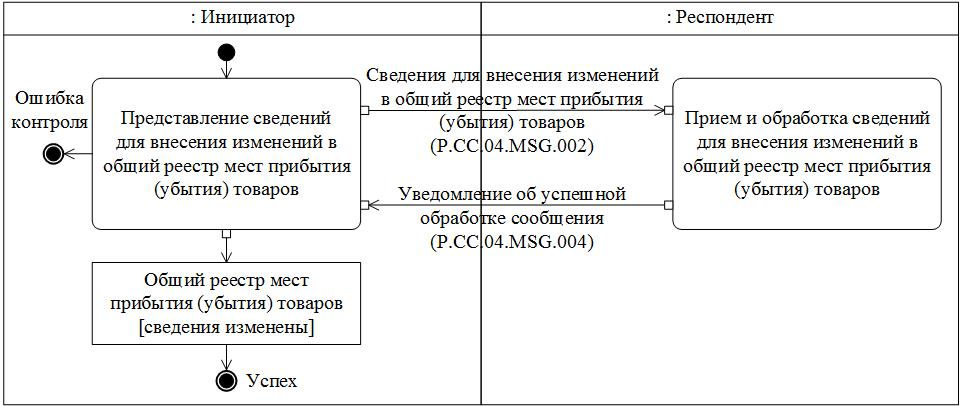 : Инициатор
: Респондент
Ошибка
контроля
Представление сведений
для внесения изменений в
общий реестр мест прибытия
(убытия) товаров
Сведения для внесения изменений
в общий реестр мест прибытия
(убытия) товаров
(P.CC.04.MSG.002)
Прием и обработка сведений
для внесения изменений в
общий реестр мест прибытия
(убытия) товаров
Уведомление об успешной
обработке сообщения
(P.CC.04.MSG.004)
Общий реестр мест
прибытия (убытия) товаров
[сведения изменены]
Успех